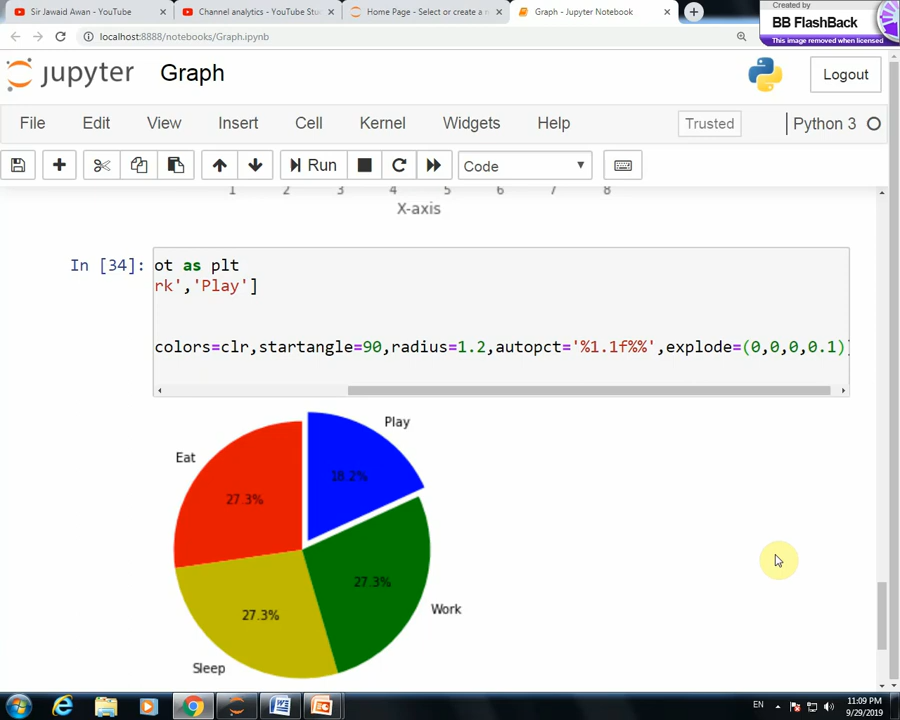 Sir Jawaid Awan - YouTube
Channel analytics - YouTube Stu
Home Page - Select or create a n
Graph - Jupyter Notebook
Created by
BB FlashBack
This image removed when licensed
localhost:8888/notebooks/Graph.ipynb
jupyter Graph
Logout
File Edit View Insert Cell Kernel Widgets Help
Trusted
Python 3
Run
Code
1 2 3 4 5 6 7 8
X-axis
In [34]:
ot as plt
rk','Play']
colors=clr,startangle=90,radius=1.2,autopct='%1.1f%%',explode=(0,0,0,0.1)
Play
Eat
18.2%
27.3%
27.3%
Work
27.3%
Sleep
EN
11:09 PM
9/29/2019